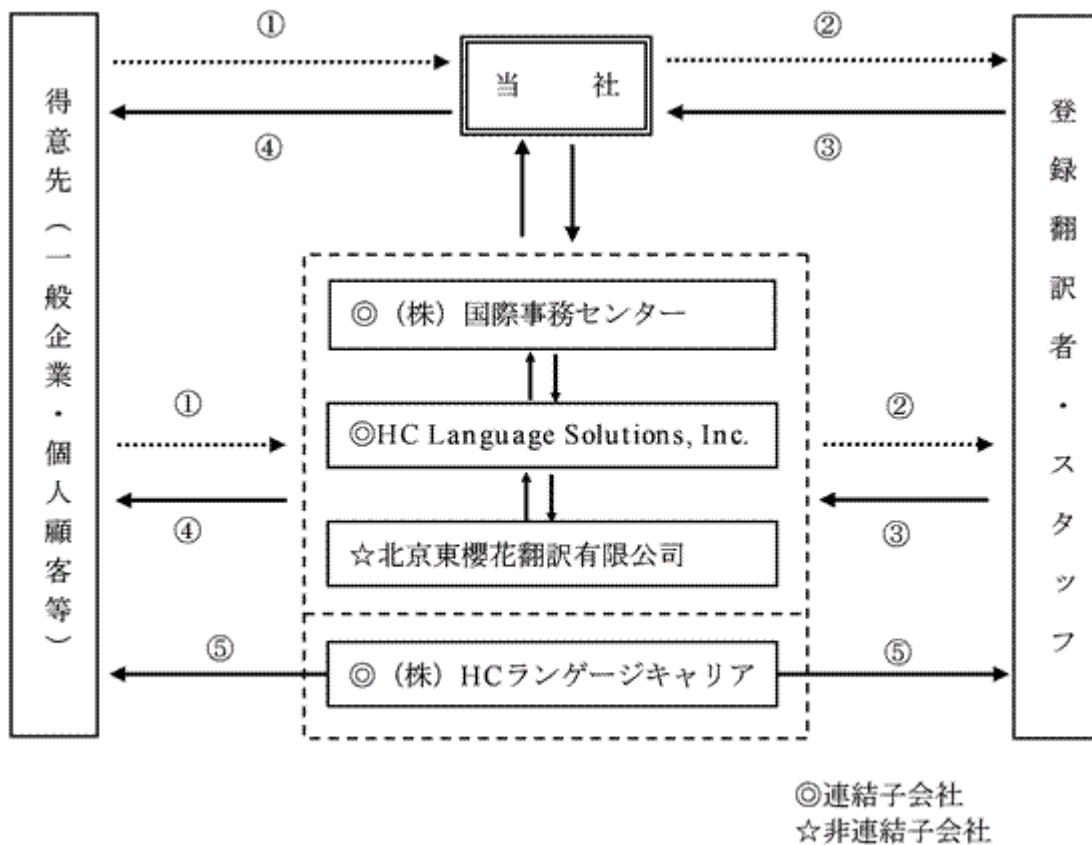 ①
②
当 社
④
③
得意先（一般企業・個人顧客等）
登録翻訳者・スタッフ
◎（株）国際事務センター
①
②
◎HC Language Solutions, Inc.
④
③
☆北京東櫻花翻訳有限公司
⑤
⑤
◎（株）HCランゲージキャリア
◎連結子会社
☆非連結子会社